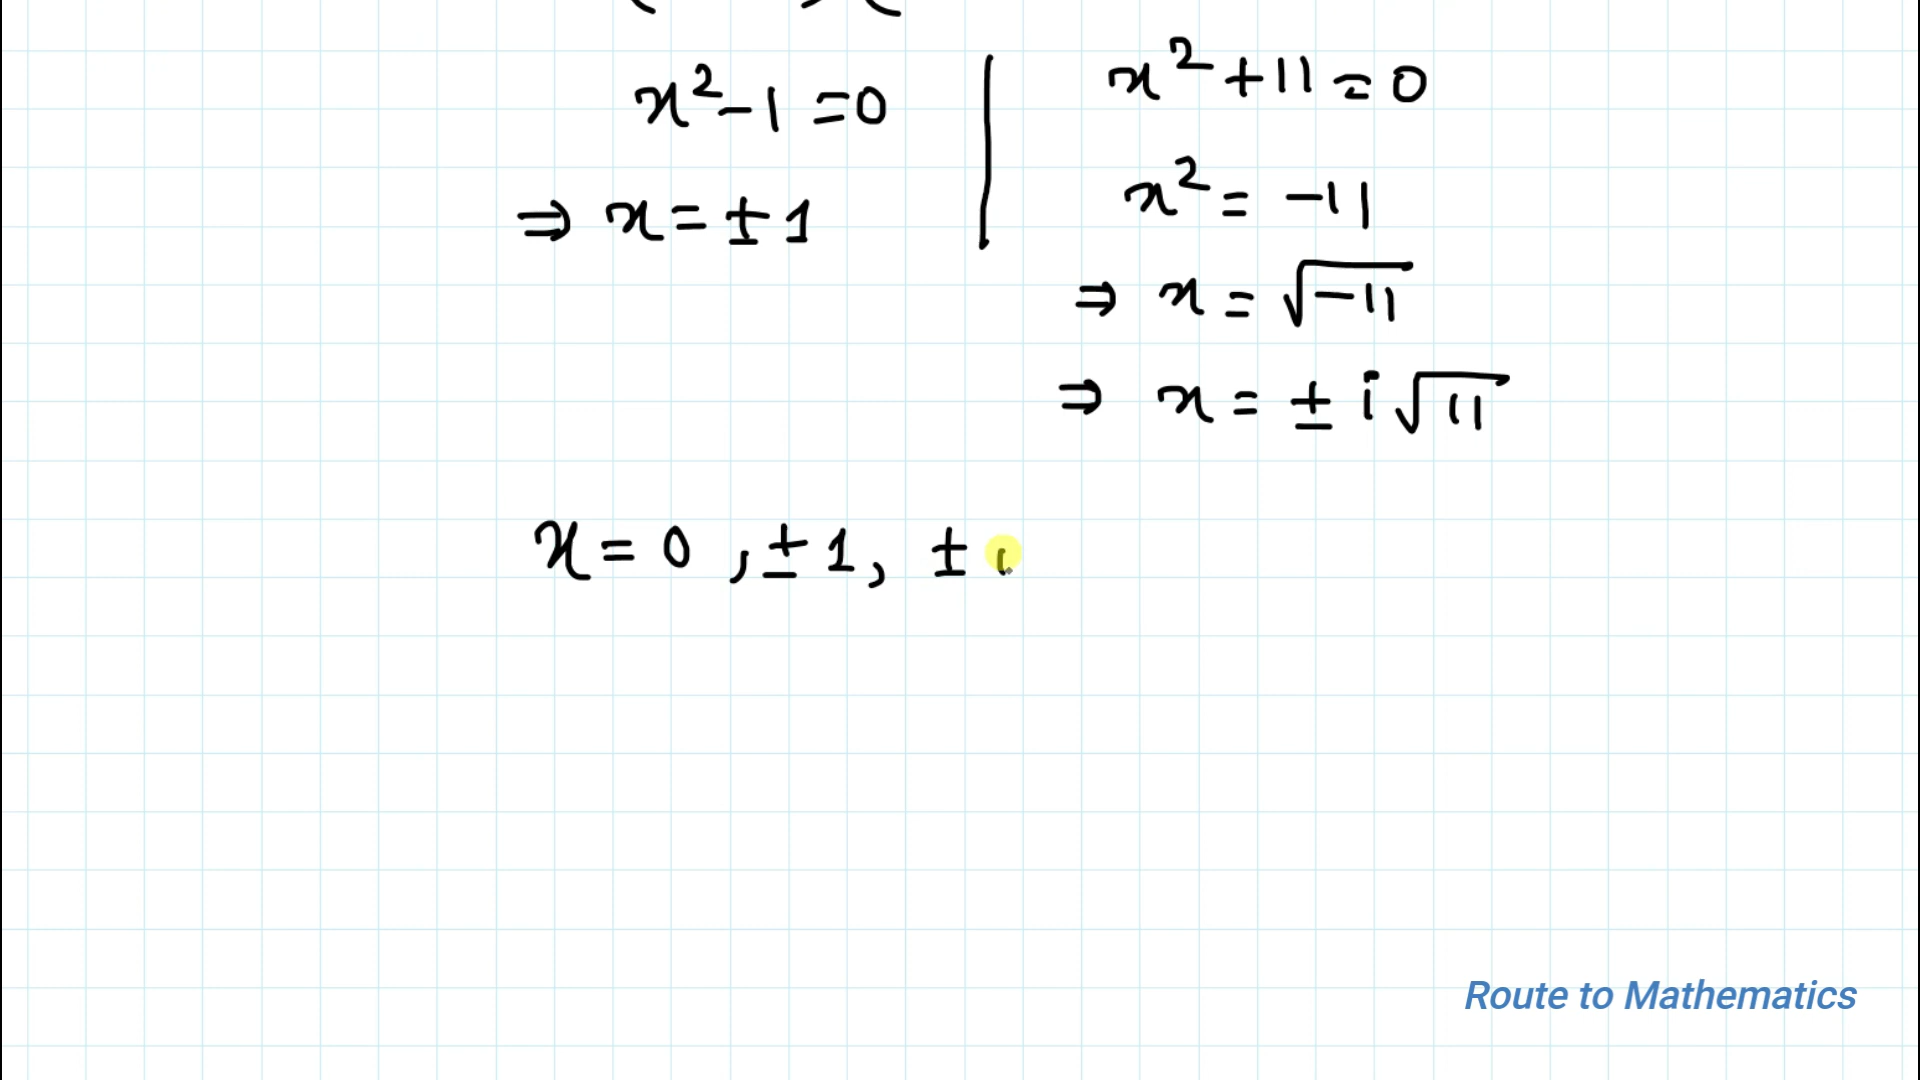 x² - 1 = 0
⇒ x = ± 1
x² + 11 = 0
x² = -11
⇒ x = √-11
⇒ x = ± i √11
x = 0 , ± 1, ±
Route to Mathematics